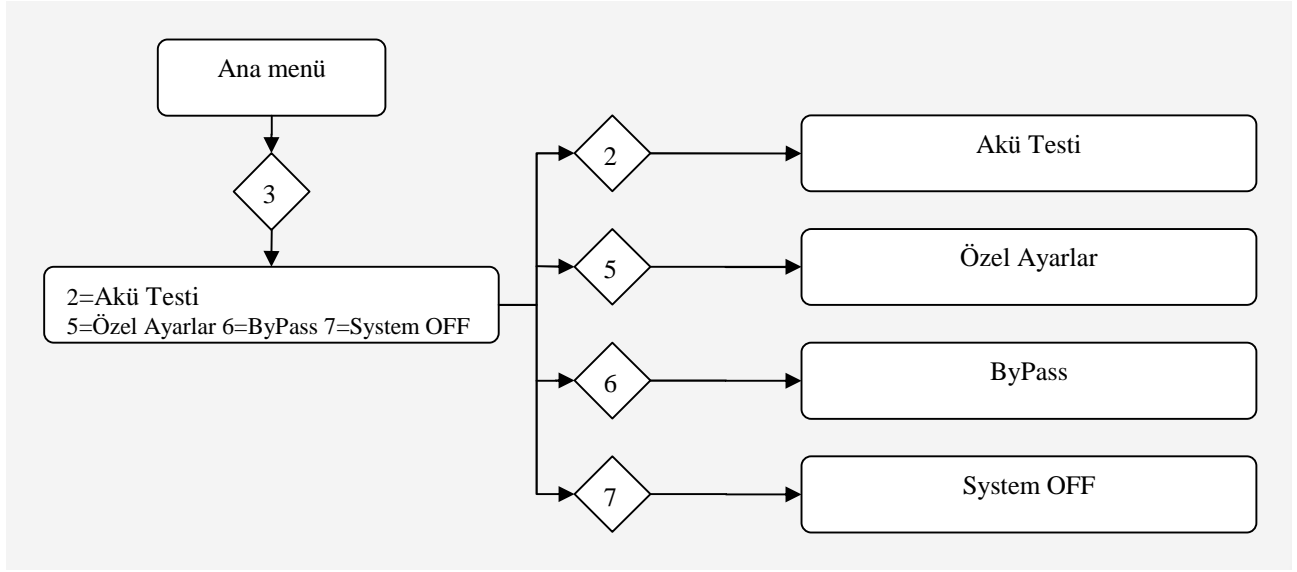 Ana menü
3
2=Akü Testi
5=Özel Ayarlar 6=ByPass 7=System OFF
2
Akü Testi
5
Özel Ayarlar
6
ByPass
7
System OFF